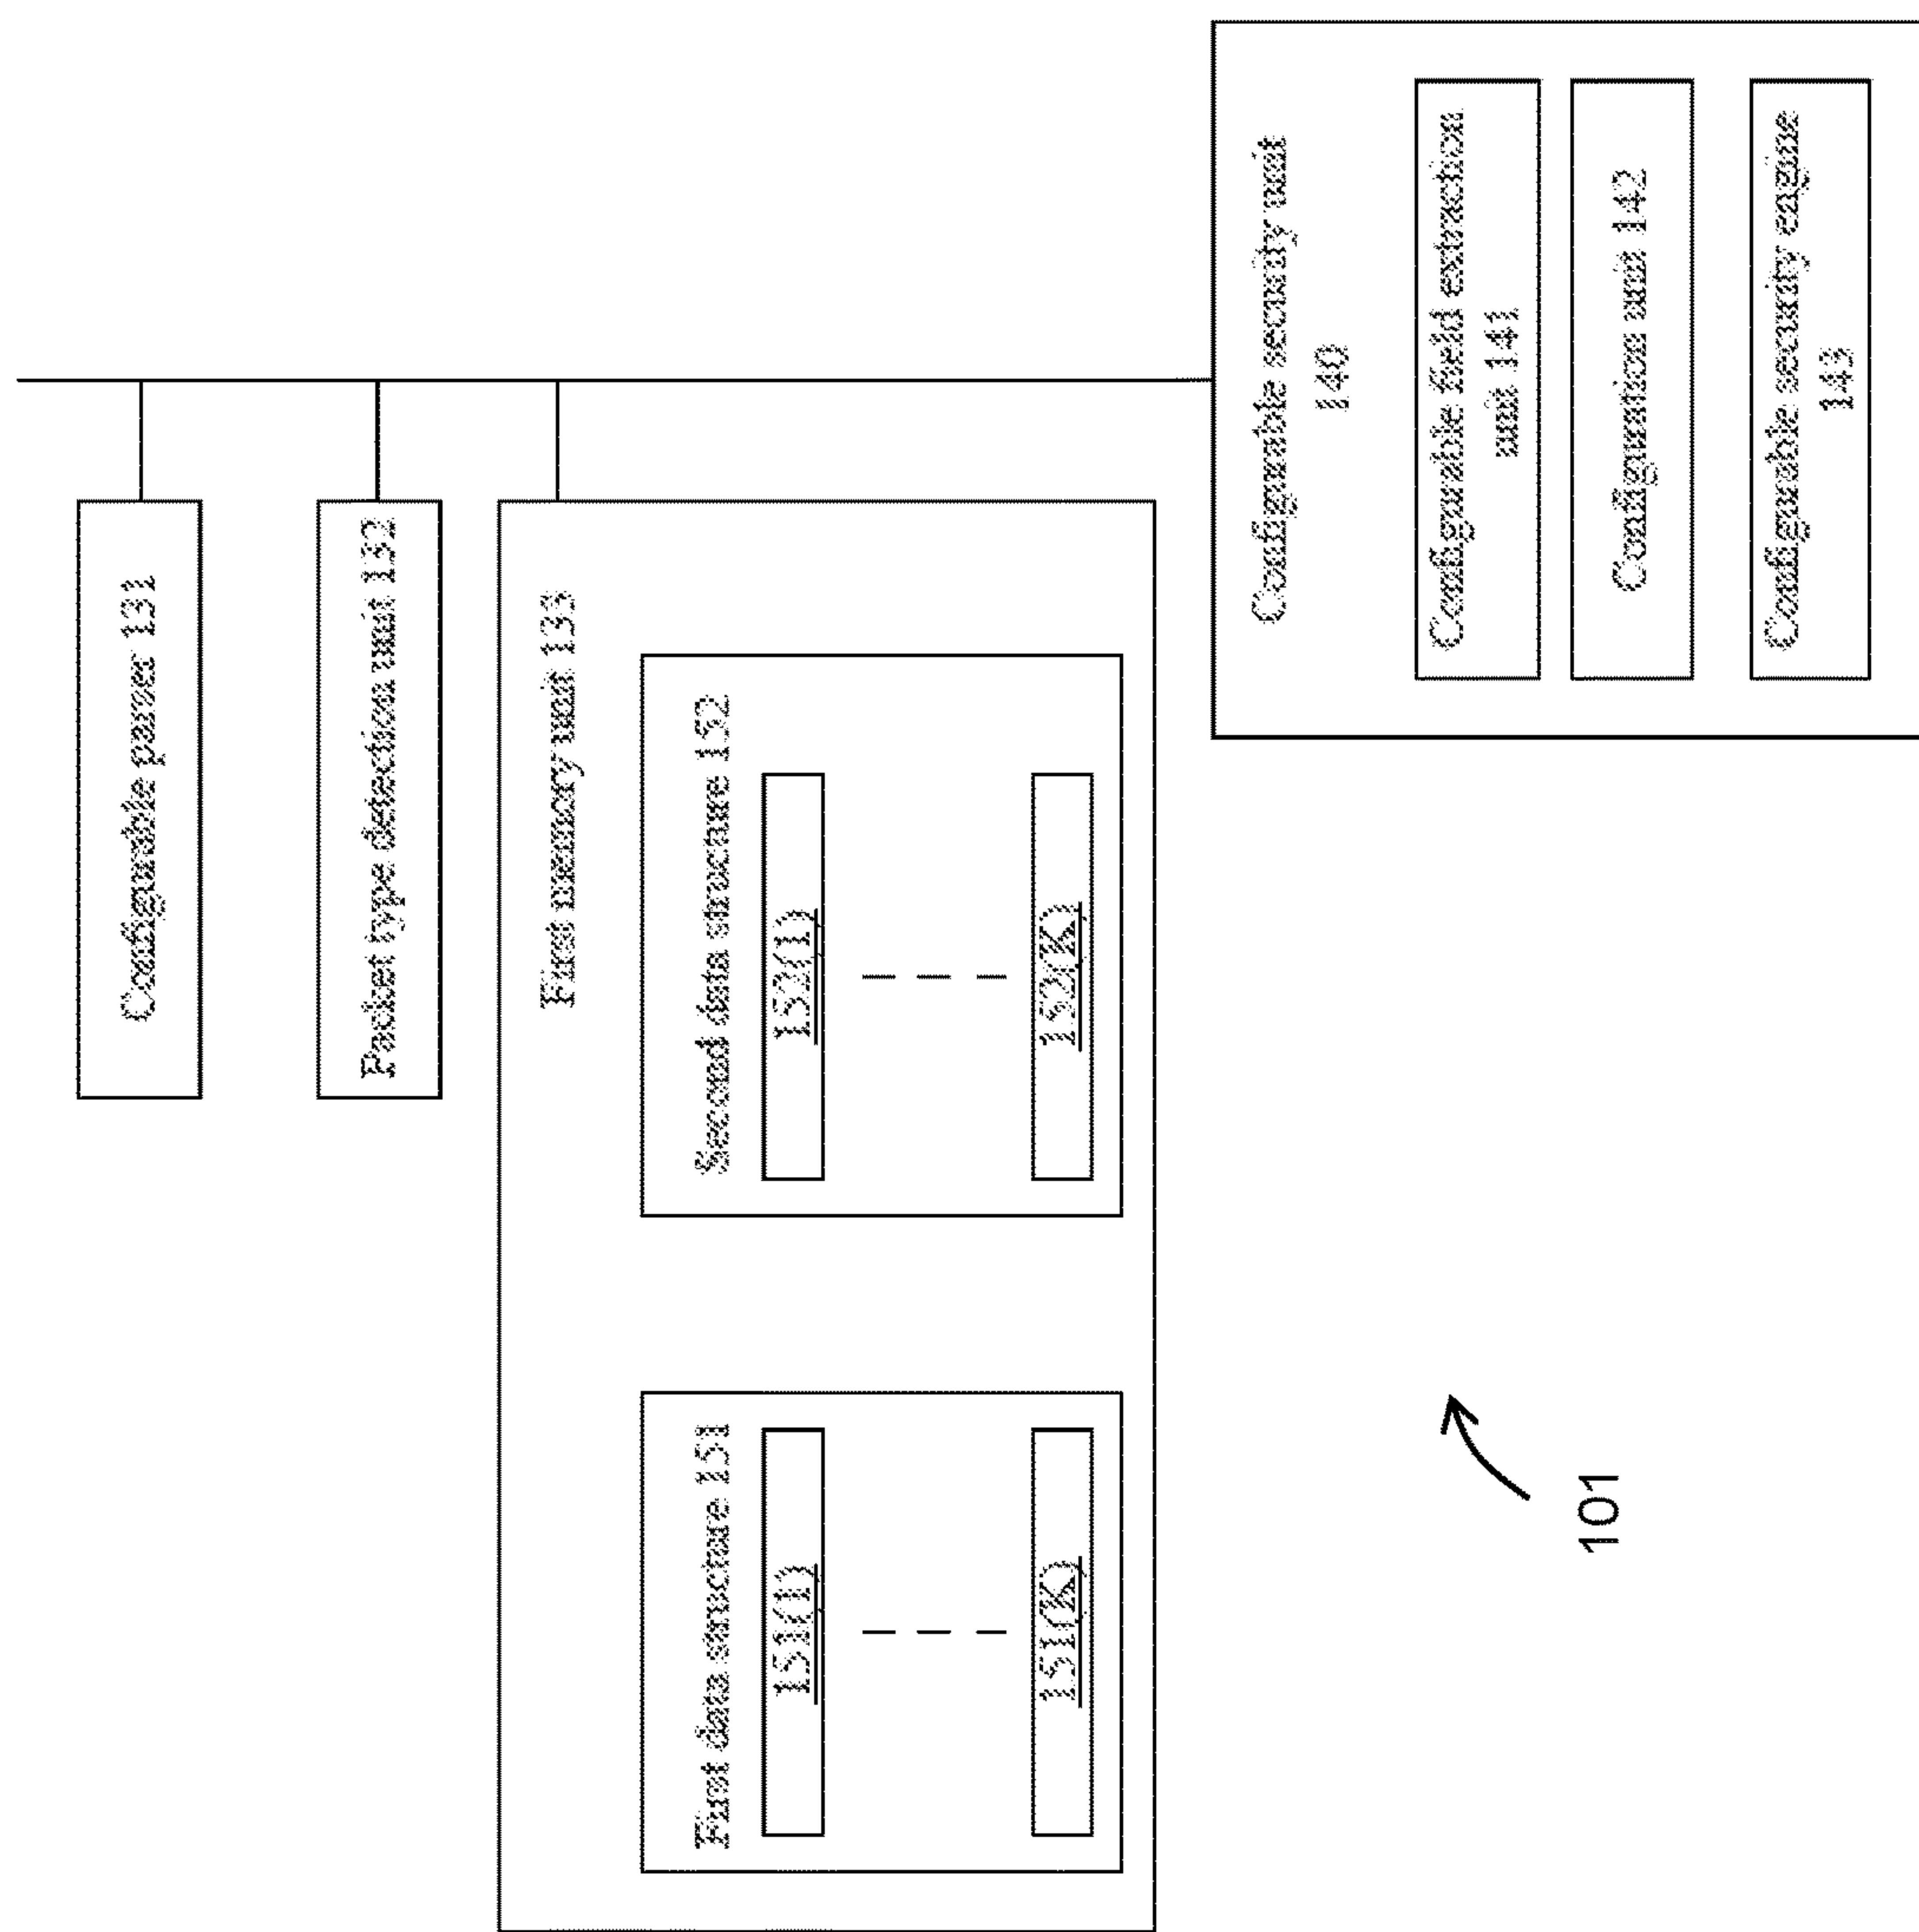 Configurable parser 131
Packet type detection unit 132
First memory unit 133
First data structure 151
151(1)
151(K)
Second data structure 152
152(1)
152(K)
Configurable security unit
140
Configurable field extraction
unit 141
Configuration unit 142
Configurable security engine
143
101